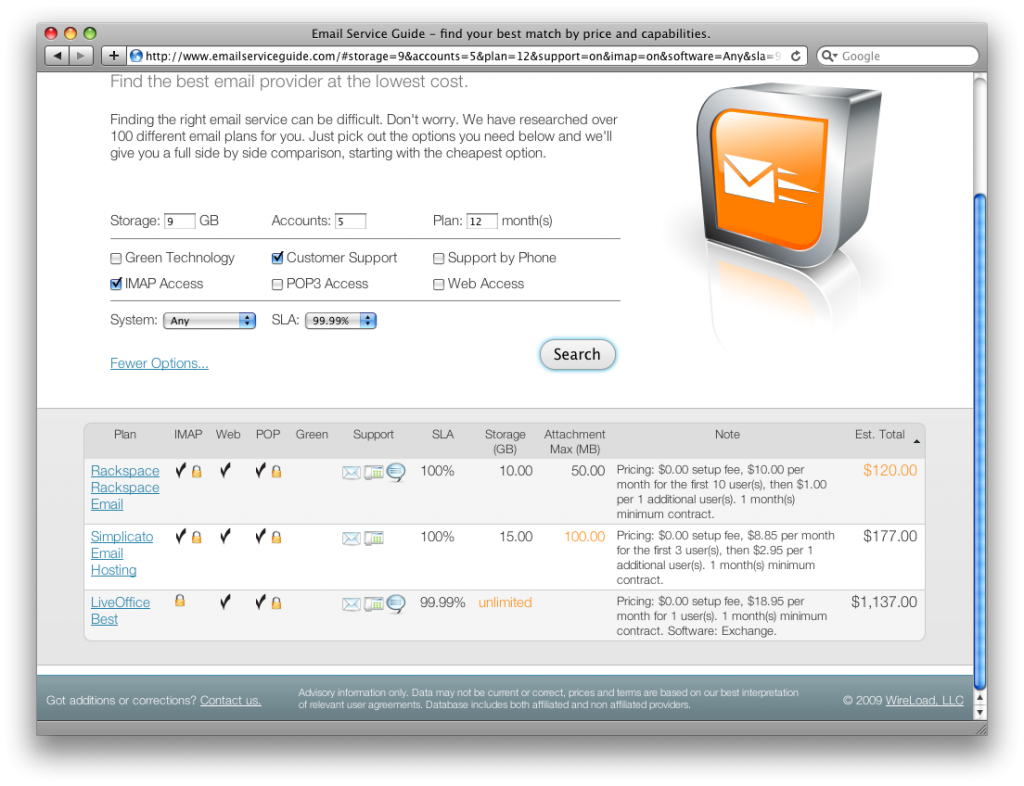 Email Service Guide – find your best match by price and capabilities.
http://www.emailserviceguide.com/#storage=9&accounts=5&plan=12&support=on&imap=on&software=Any&sla=9
Google
Find the best email provider at the lowest cost.
Finding the right email service can be difficult. Don't worry. We have researched over
100 different email plans for you. Just pick out the options you need below and we'll
give you a full side by side comparison, starting with the cheapest option.
Storage: 9 GB Accounts: 5 Plan: 12 month(s)
Green Technology Customer Support Support by Phone
IMAP Access POP3 Access Web Access
System: Any SLA: 99.99%
Search
Fewer Options...
Plan IMAP Web POP Green Support SLA Storage Attachment Note Est. Total
(GB) Max (MB)
Rackspace 100% 10.00 50.00 Pricing: $0.00 setup fee, $10.00 per $120.00
Rackspace month for the first 10 user(s), then $1.00
Email per 1 additional user(s). 1 month(s)
minimum contract.
Simplicato 100% 15.00 100.00 Pricing: $0.00 setup fee, $8.85 per month $177.00
Email for the first 3 user(s), then $2.95 per 1
Hosting additional user(s). 1 month(s) minimum
contract.
LiveOffice 99.99% unlimited Pricing: $0.00 setup fee, $18.95 per $1,137.00
Best month for 1 user(s). 1 month(s) minimum
contract. Software: Exchange.
Got additions or corrections? Contact us.
Advisory information only. Data may not be current or correct, prices and terms are based on our best interpretation
of relevant user agreements. Database includes both affiliated and non affiliated providers.
© 2009 WireLoad, LLC